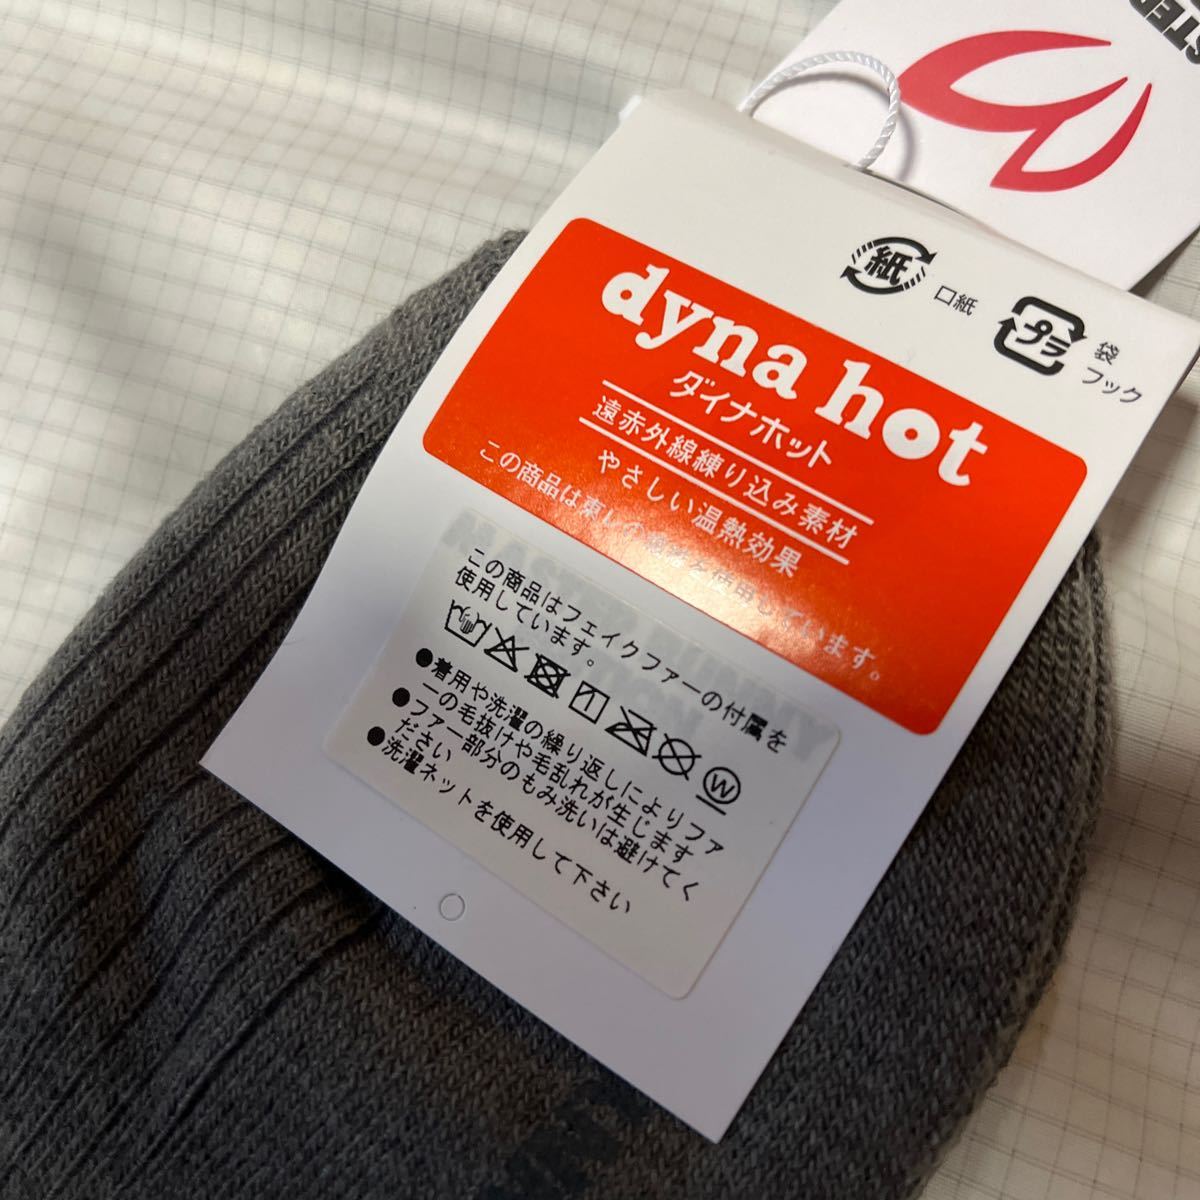 STER
紙
口紙
プラ
袋
フック
dyna hot
ダイナホット
遠赤外線練り込み素材
やさしい温熱効果
この商品は東レの を使用しています。
この商品はフェイクファーの付属を
使用しています。
W
●着用や洗濯の繰り返しによりファ
ーの毛抜けや毛乱れが生じます
●ファー部分のもみ洗いは避けてく
ださい
●洗濯ネットを使用して下さい